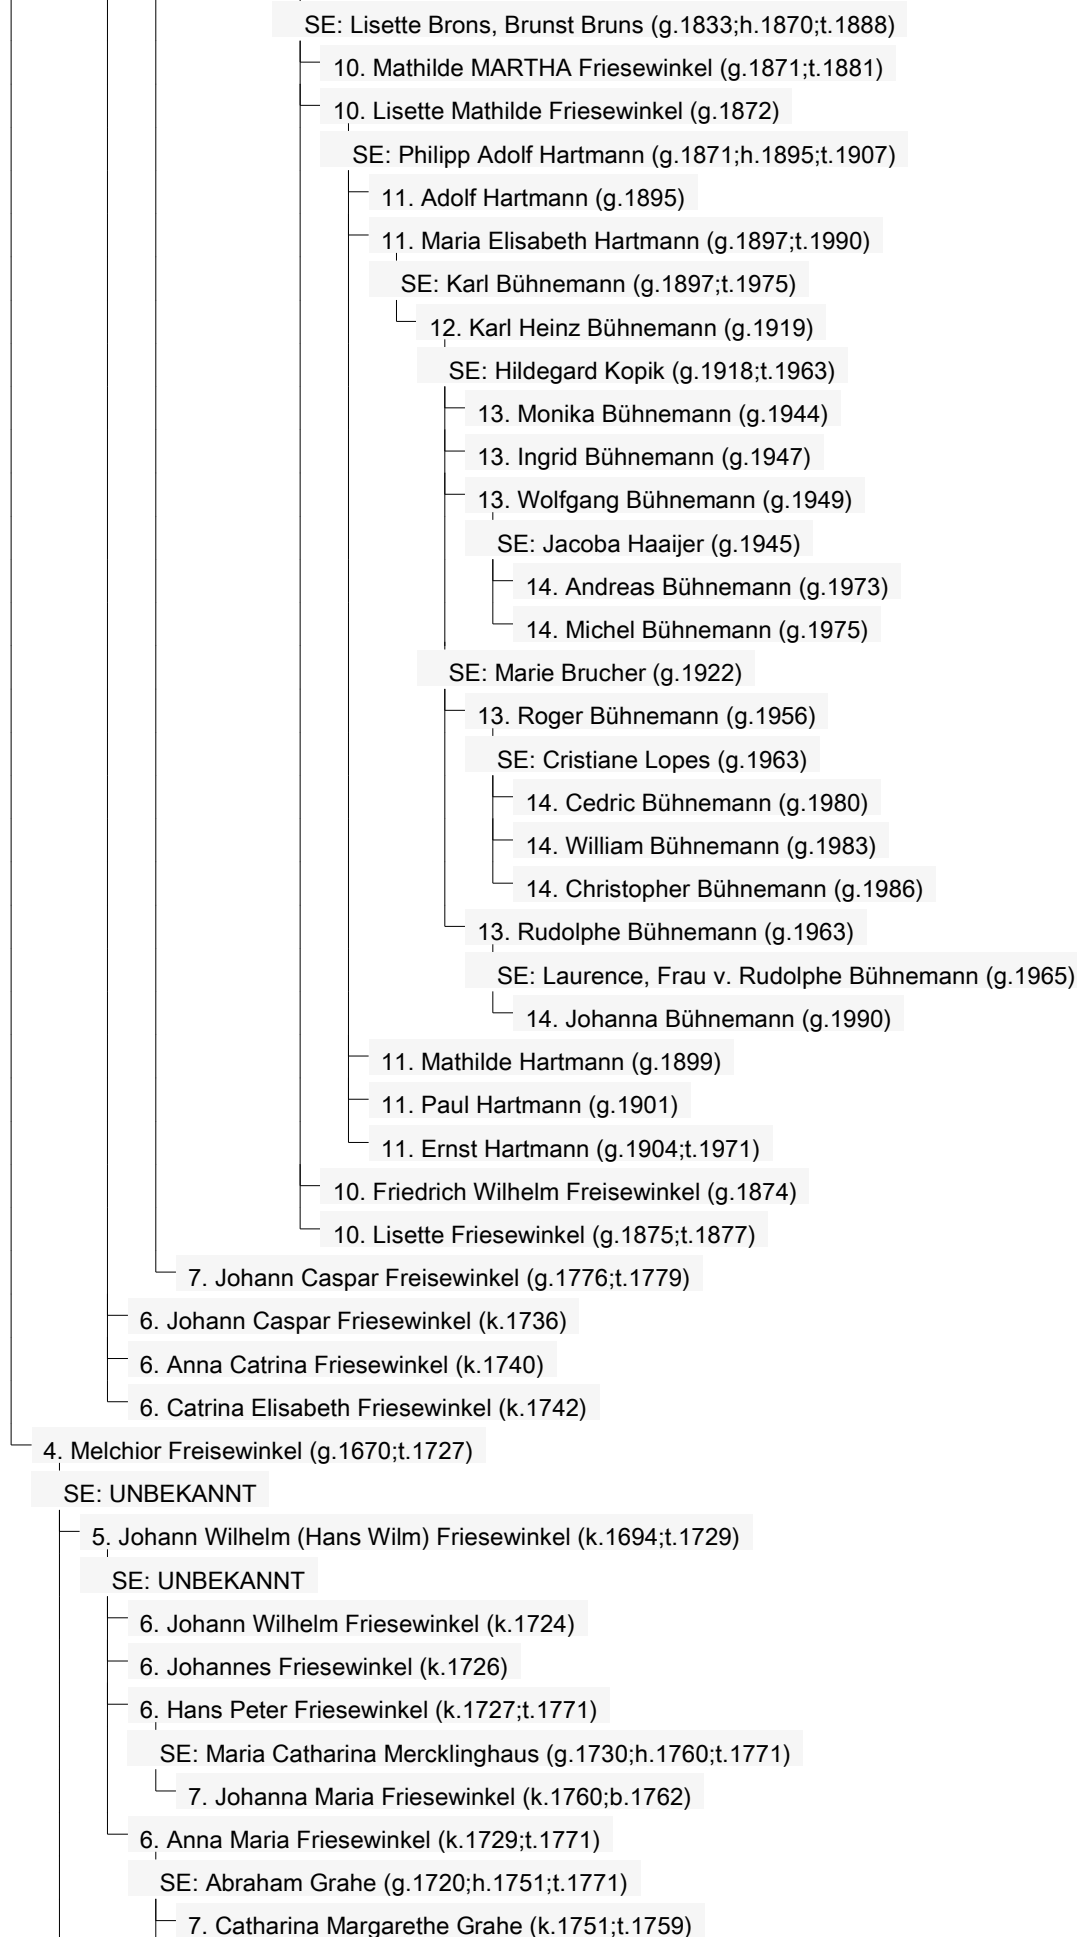 SE: Lisette Brons, Brunst Bruns (g.1833;h.1870;t.1888)
10. Mathilde MARTHA Friesewinkel (g.1871;t.1881)
10. Lisette Mathilde Friesewinkel (g.1872)
SE: Philipp Adolf Hartmann (g.1871;h.1895;t.1907)
11. Adolf Hartmann (g.1895)
11. Maria Elisabeth Hartmann (g.1897;t.1990)
SE: Karl Bühnemann (g.1897;t.1975)
12. Karl Heinz Bühnemann (g.1919)
SE: Hildegard Kopik (g.1918;t.1963)
13. Monika Bühnemann (g.1944)
13. Ingrid Bühnemann (g.1947)
13. Wolfgang Bühnemann (g.1949)
SE: Jacoba Haaijer (g.1945)
14. Andreas Bühnemann (g.1973)
14. Michel Bühnemann (g.1975)
SE: Marie Brucher (g.1922)
13. Roger Bühnemann (g.1956)
SE: Cristiane Lopes (g.1963)
14. Cedric Bühnemann (g.1980)
14. William Bühnemann (g.1983)
14. Christopher Bühnemann (g.1986)
13. Rudolphe Bühnemann (g.1963)
SE: Laurence, Frau v. Rudolphe Bühnemann (g.1965)
14. Johanna Bühnemann (g.1990)
11. Mathilde Hartmann (g.1899)
11. Paul Hartmann (g.1901)
11. Ernst Hartmann (g.1904;t.1971)
10. Friedrich Wilhelm Freisewinkel (g.1874)
10. Lisette Friesewinkel (g.1875;t.1877)
7. Johann Caspar Freisewinkel (g.1776;t.1779)
6. Johann Caspar Friesewinkel (k.1736)
6. Anna Catrina Friesewinkel (k.1740)
6. Catrina Elisabeth Friesewinkel (k.1742)
4. Melchior Freisewinkel (g.1670;t.1727)
SE: UNBEKANNT
5. Johann Wilhelm (Hans Wilm) Friesewinkel (k.1694;t.1729)
SE: UNBEKANNT
6. Johann Wilhelm Friesewinkel (k.1724)
6. Johannes Friesewinkel (k.1726)
6. Hans Peter Friesewinkel (k.1727;t.1771)
SE: Maria Catharina Mercklinghaus (g.1730;h.1760;t.1771)
7. Johanna Maria Friesewinkel (k.1760;b.1762)
6. Anna Maria Friesewinkel (k.1729;t.1771)
SE: Abraham Grahe (g.1720;h.1751;t.1771)
7. Catharina Margarethe Grahe (k.1751;t.1759)